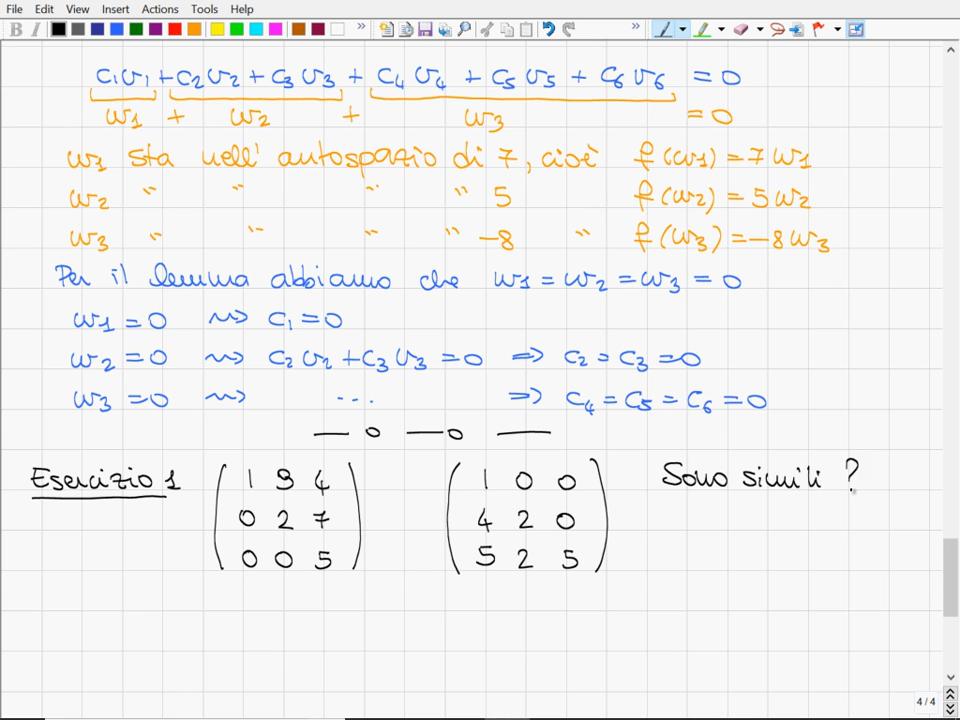 File Edit View Insert Actions Tools Help
B I
c1v1 + c2v2 + c3v3 + c4v4 + c5v5 + c6v6 = 0
w1 + w2 + w3 = 0
w1 sta nell'autospazio di 7, cioè f(w1) = 7w1
w2 " " " " 5 f(w2) = 5w2
w3 " " " " -8 " f(w3) = -8w3
Per il lemma abbiamo che w1 = w2 = w3 = 0
w1 = 0 ⇝ c1 = 0
w2 = 0 ⇝ c2v2 + c3v3 = 0 ⇒ c2 = c3 = 0
w3 = 0 ⇝ ... ⇒ c4 = c5 = c6 = 0
— o — o —
Esercizio 1 (1 3 4 (1 0 0 Sono simili ?
0 2 7 4 2 0
0 0 5) 5 2 5)
4 / 4